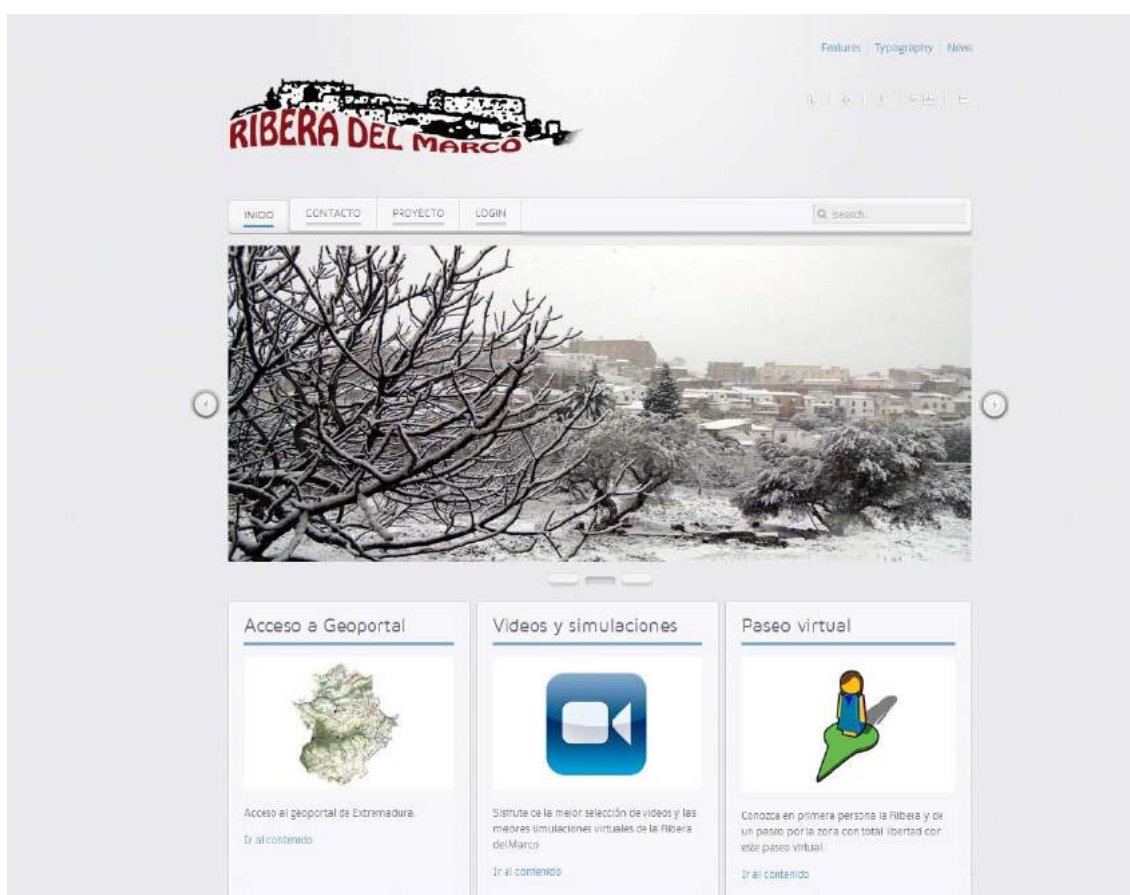 Features Typography News
RIBERA DEL MARCO
INICIO CONTACTO PROYECTO LOGIN search...
Acceso a Geoportal
Acceso al geoportal de Extremadura.
Ir al contenido
Videos y simulaciones
Disfrute de la mejor selección de videos y las
mejores simulaciones virtuales de la Ribera
del Marco
Ir al contenido
Paseo virtual
Conozca en primera persona la Ribera y de
un paseo por la zona con total libertad con
este paseo virtual
Ir al contenido